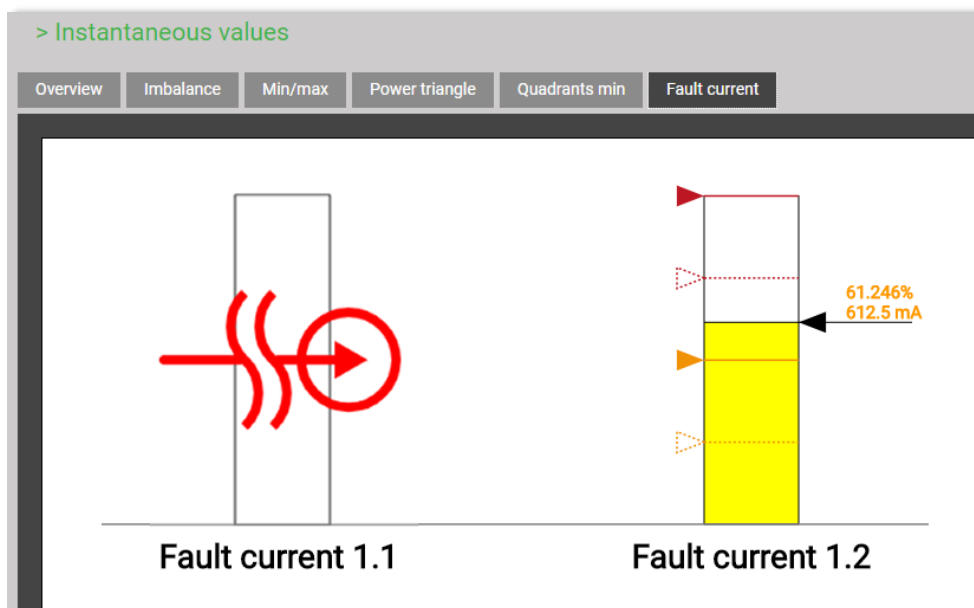 > Instantaneous values
Overview Imbalance Min/max Power triangle Quadrants min Fault current
61.246%
612.5 mA
Fault current 1.1 Fault current 1.2